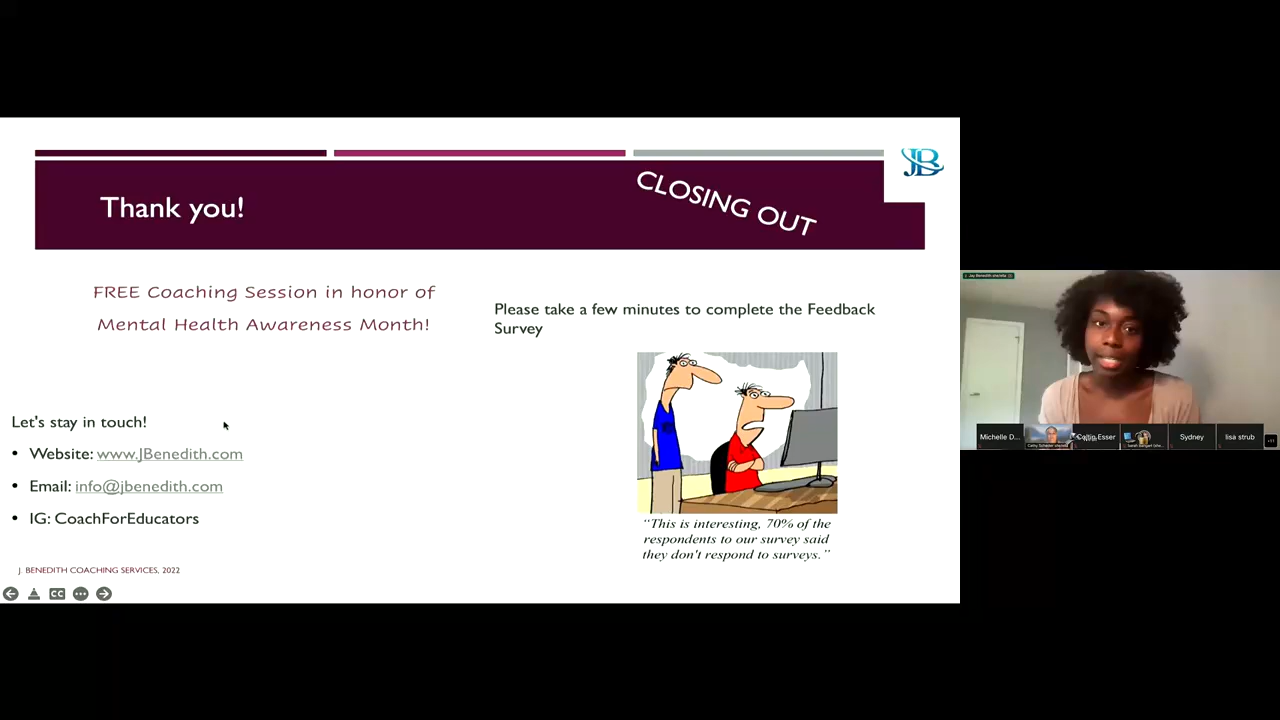 Thank you!
CLOSING OUT
JB
FREE Coaching Session in honor of
Mental Health Awareness Month!
Please take a few minutes to complete the Feedback
Survey
Let's stay in touch!
• Website: www.JBenedith.com
• Email: info@jbenedith.com
• IG: CoachForEducators
"This is interesting, 70% of the
respondents to our survey said
they don't respond to surveys."
J. BENEDITH COACHING SERVICES, 2022
CC
Michelle D...
Sydney
lisa strub